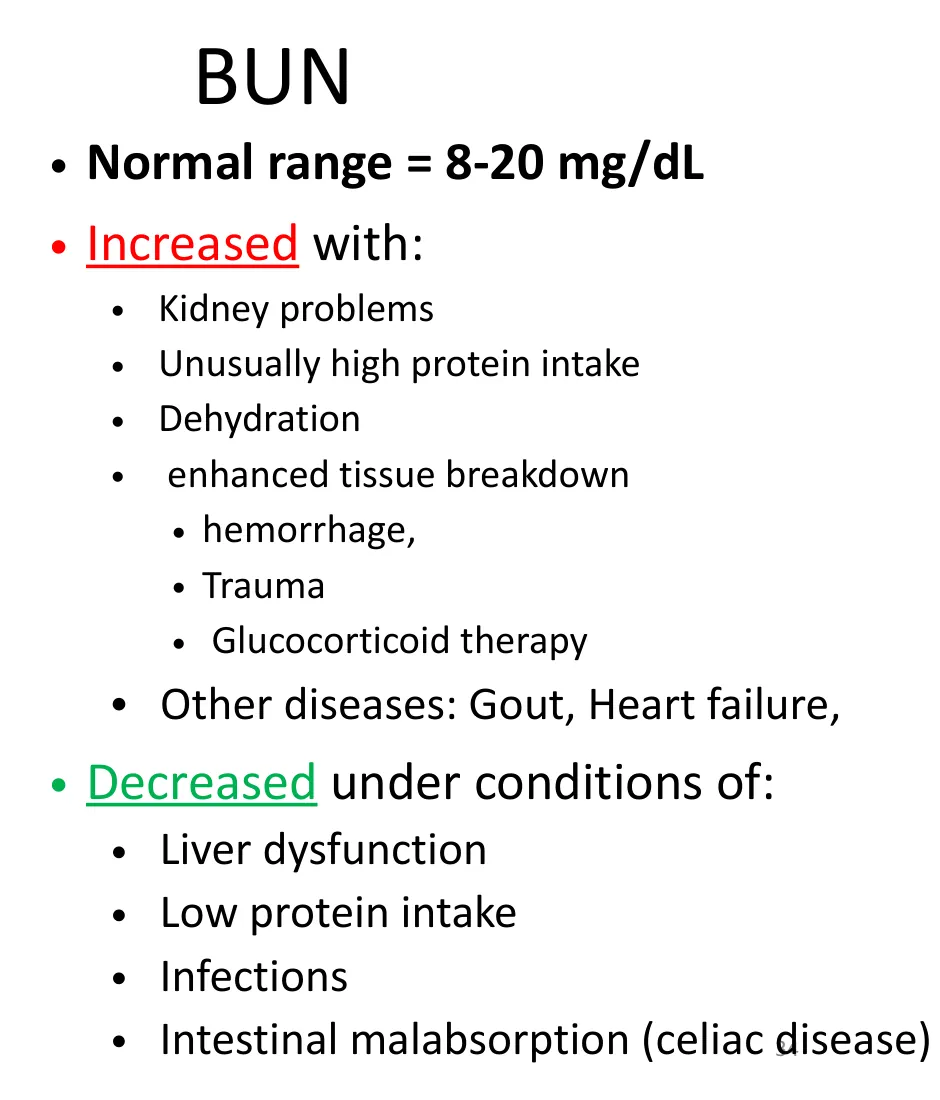 BUN
• Normal range = 8-20 mg/dL
• Increased with:
• Kidney problems
• Unusually high protein intake
• Dehydration
• enhanced tissue breakdown
• hemorrhage,
• Trauma
• Glucocorticoid therapy
• Other diseases: Gout, Heart failure,
• Decreased under conditions of:
• Liver dysfunction
• Low protein intake
• Infections
• Intestinal malabsorption (celiac disease)